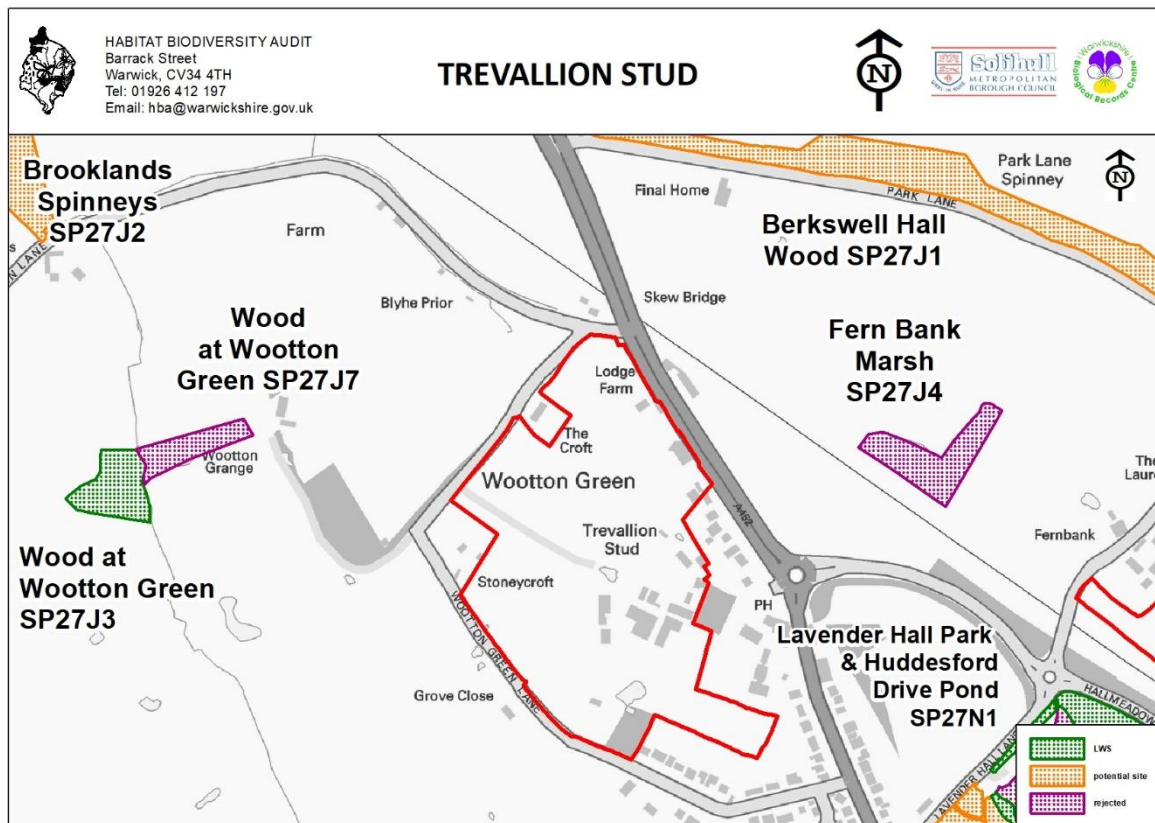 HABITAT BIODIVERSITY AUDIT
Barrack Street
Warwick, CV34 4TH
Tel: 01926 412 197
Email: hba@warwickshire.gov.uk
TREVALLION STUD
N
Solihull
METROPOLITAN
BOROUGH COUNCIL
Warwickshire
Biological Records Centre
Brooklands
Spinneys
SP27J2
N LANE
Farm
Blyhe Prior
Final Home
PARK LANE
Park Lane
Spinney
N
Berkswell Hall
Wood SP27J1
Skew Bridge
Wood
at Wootton
Green SP27J7
Fern Bank
Marsh
SP27J4
Lodge
Farm
The
Croft
Wootton
Grange
Wootton Green
A452
The
Laure
Fernbank
Trevallion
Stud
Wood at
Wootton Green
SP27J3
Stoneycroft
PH
WOOTTON GREEN LANE
Lavender Hall Park
& Huddesford
Drive Pond
SP27N1
Grove Close
HALLMEADOW
LAVENDER HALL LANE
LWS
potential site
rejected